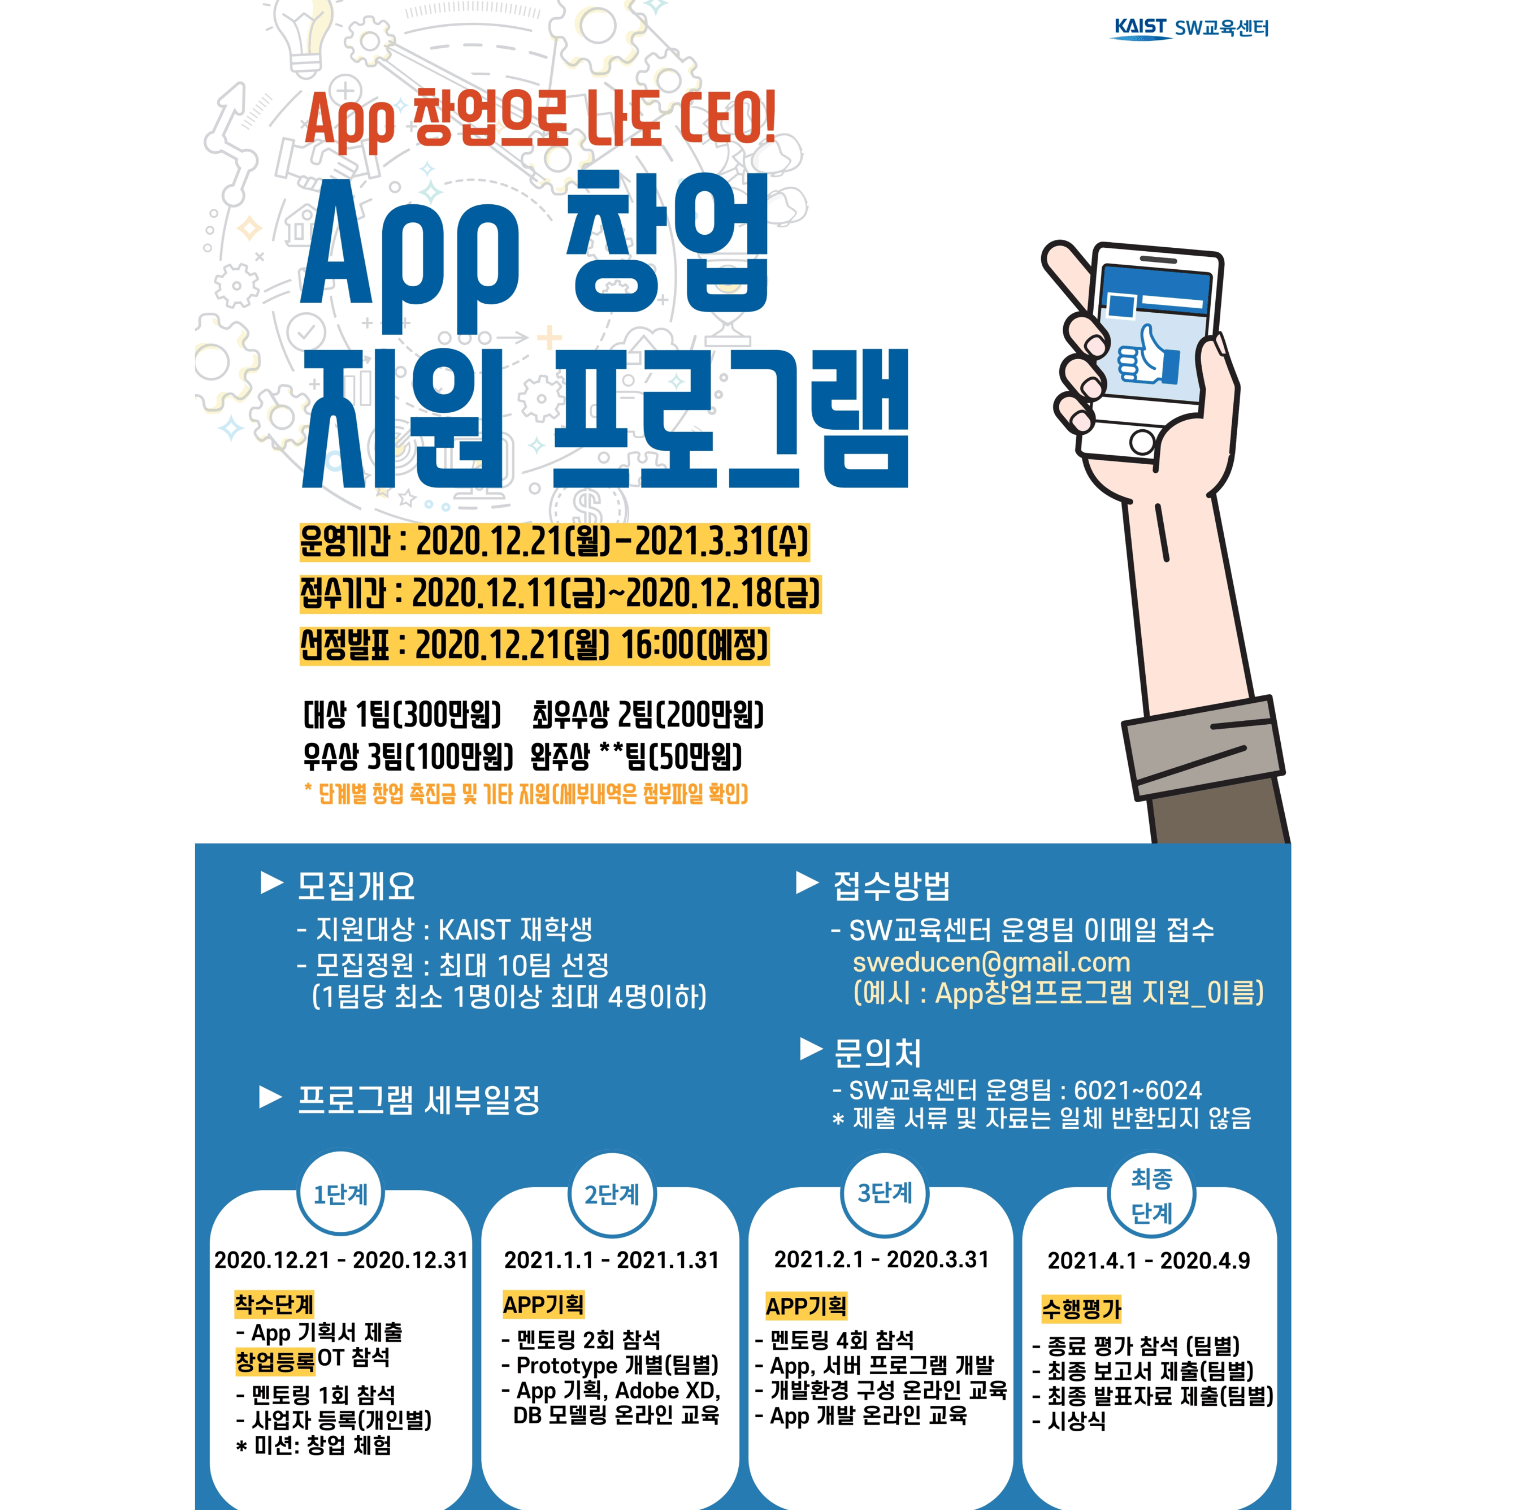 KAIST SW교육센터
App 창업으로 나도 CEO!
App 창업
지원 프로그램
운영기간 : 2020.12.21(월)-2021.3.31(수)
접수기간 : 2020.12.11(금)~2020.12.18(금)
선정발표 : 2020.12.21(월) 16:00(예정)
대상 1팀(300만원) 최우수상 2팀(200만원)
우수상 3팀(100만원) 완주상 **팀(50만원)
* 단계별 창업 촉진금 및 기타 지원(세부내역은 첨부파일 확인)
▶ 모집개요
- 지원대상 : KAIST 재학생
- 모집정원 : 최대 10팀 선정
(1팀당 최소 1명이상 최대 4명이하)
▶ 접수방법
- SW교육센터 운영팀 이메일 접수
sweducen@gmail.com
(예시 : App창업프로그램 지원_이름)
▶ 문의처
- SW교육센터 운영팀 : 6021~6024
* 제출 서류 및 자료는 일체 반환되지 않음
▶ 프로그램 세부일정
1단계
2020.12.21 - 2020.12.31
착수단계
- App 기획서 제출
창업등록 OT 참석
- 멘토링 1회 참석
- 사업자 등록(개인별)
* 미션: 창업 체험
2단계
2021.1.1 - 2021.1.31
APP기획
- 멘토링 2회 참석
- Prototype 개별(팀별)
- App 기획, Adobe XD,
DB 모델링 온라인 교육
3단계
2021.2.1 - 2020.3.31
APP기획
- 멘토링 4회 참석
- App, 서버 프로그램 개발
- 개발환경 구성 온라인 교육
- App 개발 온라인 교육
최종
단계
2021.4.1 - 2020.4.9
수행평가
- 종료 평가 참석 (팀별)
- 최종 보고서 제출(팀별)
- 최종 발표자료 제출(팀별)
- 시상식